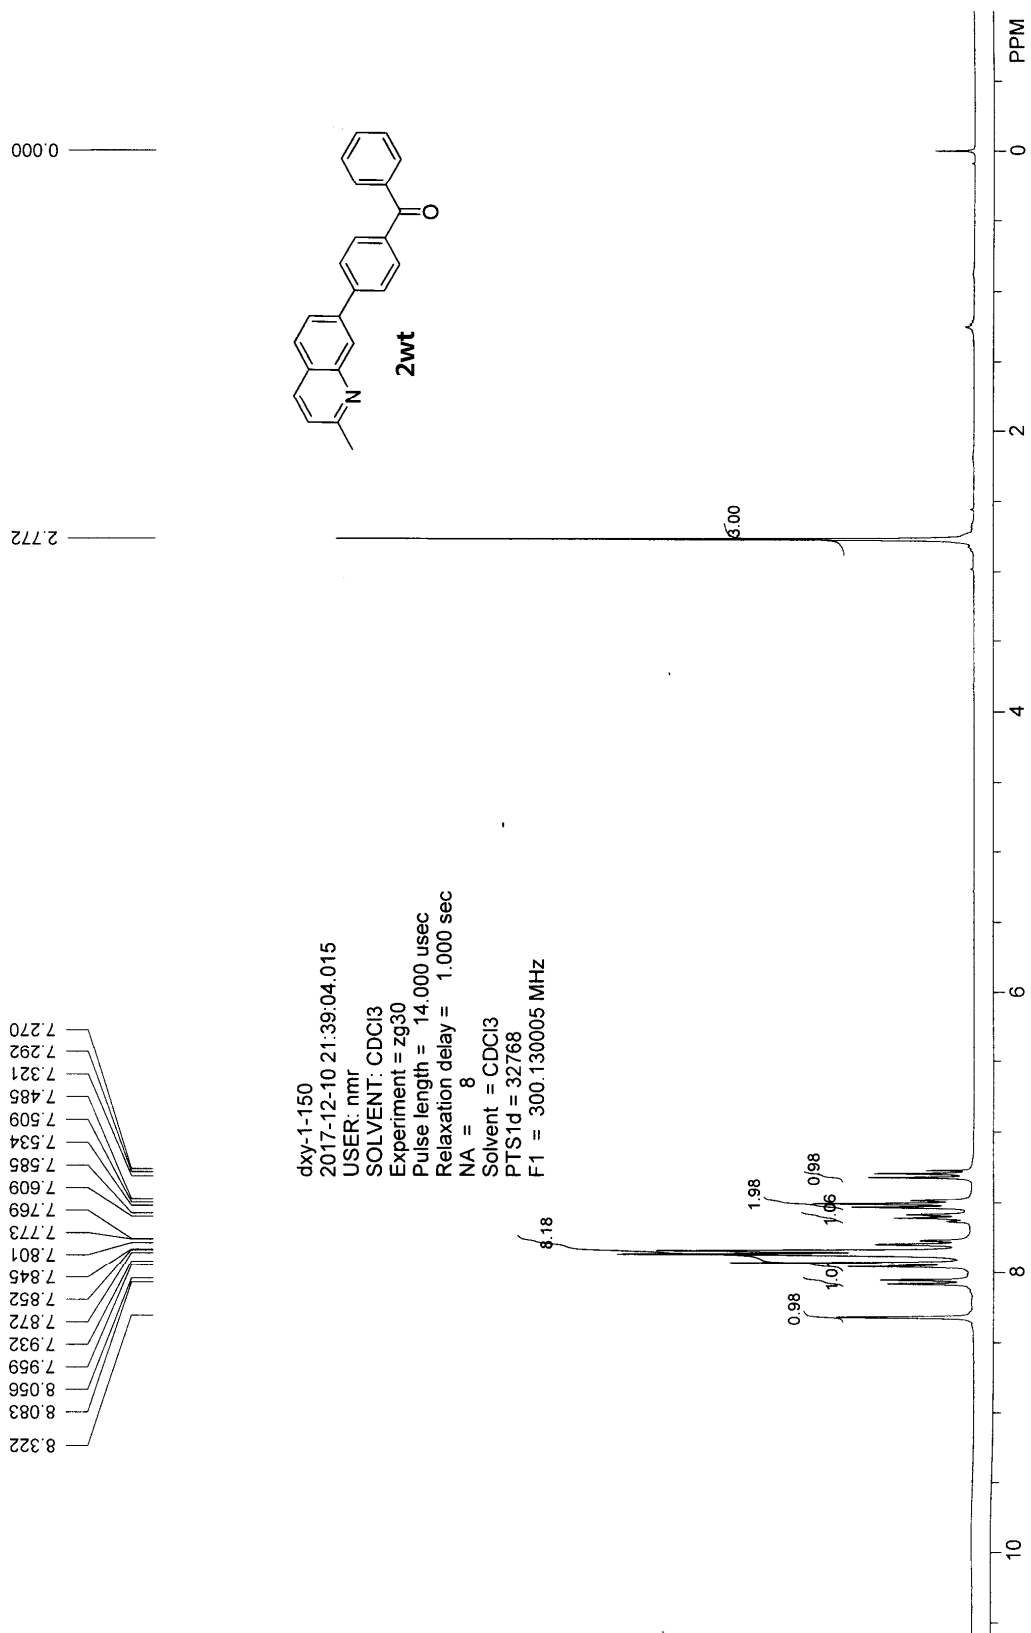 8.322
8.083
8.056
7.959
7.932
7.872
7.852
7.845
7.801
7.773
7.769
7.609
7.585
7.534
7.509
7.485
7.321
7.292
7.270
2.772
0.000
N
O
2wt
dxy-1-150
2017-12-10 21:39:04.015
USER: nmr
SOLVENT: CDCl3
Experiment = zg30
Pulse length = 14.000 usec
Relaxation delay = 1.000 sec
NA = 8
Solvent = CDCl3
PTS1d = 32768
F1 = 300.130005 MHz
0.98
1.0
8.18
1.06
1.98
0.98
3.00
10
8
6
4
2
0
PPM